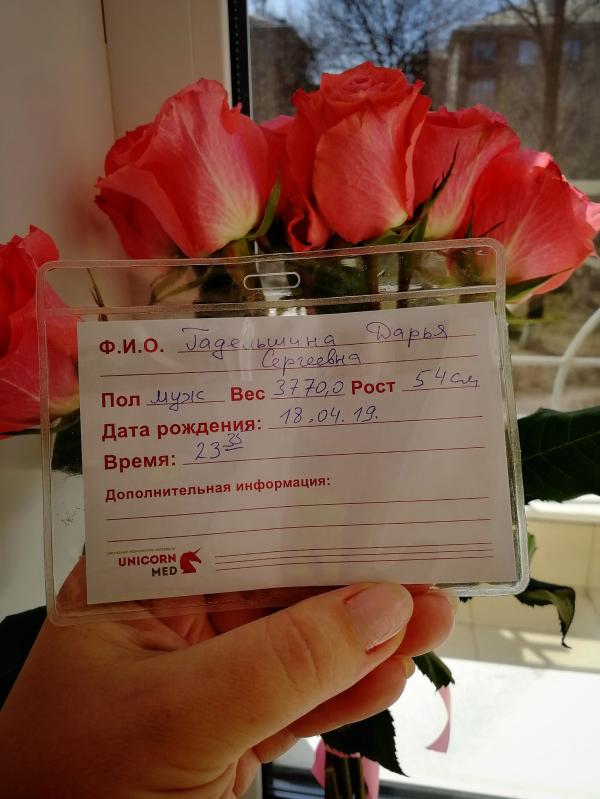 Ф.И.О. Гадельшина Дарья
Сергеевна
Пол муж Вес 3770,0 Рост 54 см
Дата рождения: 18.04.19.
Время: 23 35
Дополнительная информация:
UNICORN
MED